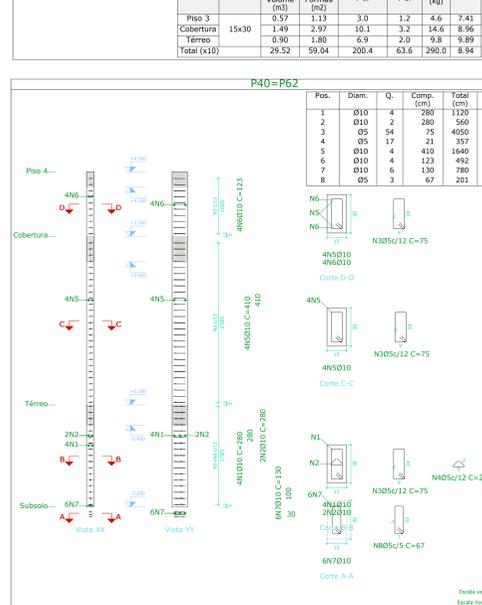 Volume (m3)
Formas (m2)
(kg)
Piso 3 0.57 1.13 3.0 1.2 4.6 7.41
Cobertura 15x30 1.49 2.97 10.1 3.2 14.6 8.96
Térreo 0.90 1.80 6.9 2.0 9.8 9.89
Total (x10) 29.52 59.04 200.4 63.6 290.0 8.94
P40=P62
Pos. Diam. Q. Comp. (cm) Total (cm)
1 Ø10 4 280 1120
2 Ø10 2 280 560
3 Ø5 54 75 4050
4 Ø5 17 21 357
5 Ø10 4 410 1640
6 Ø10 4 123 492
7 Ø10 6 130 780
8 Ø5 3 67 201
Piso 4
4N6
D D
4N6
4N6Ø10 C=123
N6
N5
N6
N3Ø5c/12 C=75
4N5Ø10
4N6Ø10
Corte D-D
Cobertura
4N5
4N5
C C
4N5Ø10 C=410
410
4N5
N3Ø5c/12 C=75
4N5Ø10
Corte C-C
Térreo
2N2
4N1
4N1
2N2
B B
4N1Ø10 C=280
280
2N2Ø10 C=280
N1
N2
N3Ø5c/12 C=75
N4Ø5c/12 C=2
4N1Ø10
2N2Ø10
Corte B-B
Subsolo
6N7
A A
6N7
6N7Ø10 C=130
100
30
6N7
N8Ø5c/5 C=67
6N7Ø10
Corte A-A
Vista XX
Vista YY
Escala ve
Escala ho